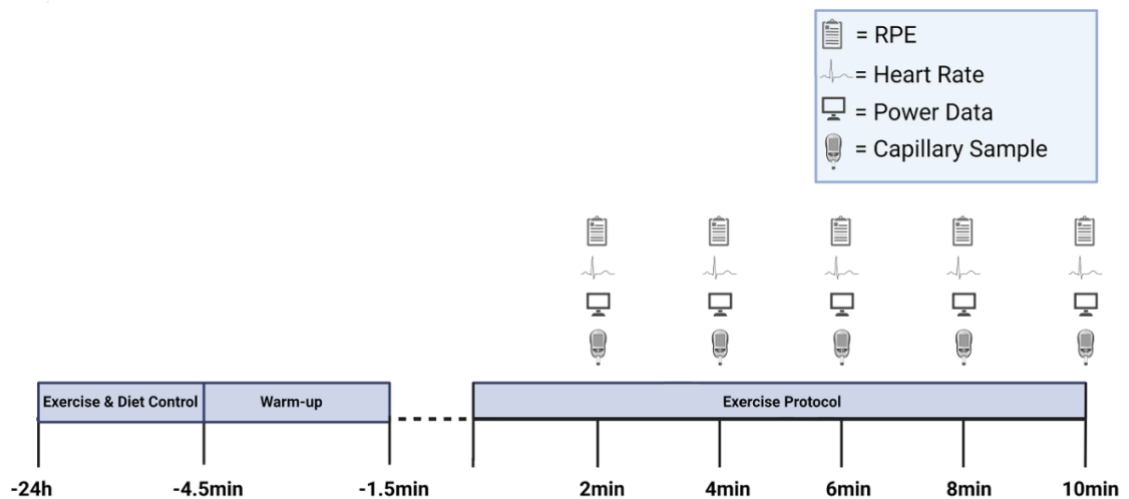 = RPE
= Heart Rate
= Power Data
= Capillary Sample
Exercise & Diet Control Warm-up Exercise Protocol
-24h -4.5min -1.5min 2min 4min 6min 8min 10min